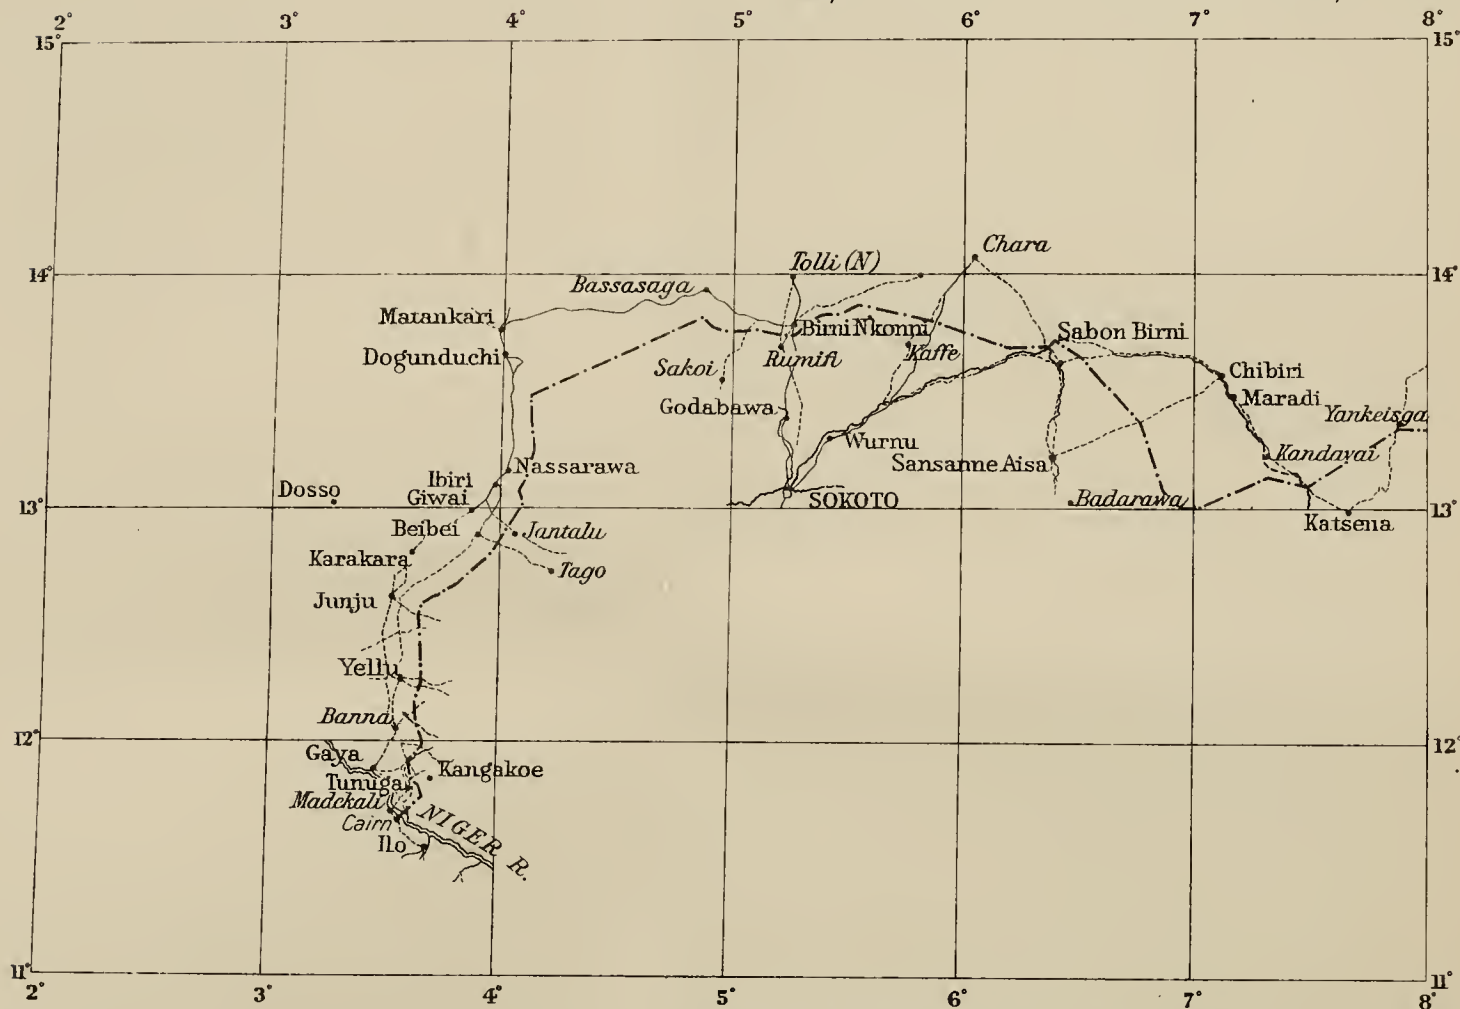 2° 3° 4° 5° 6° 7° 8°
15° 15°
Chara
14° Tolli (N) 14°
Bassasaga
Matankari
Birni Nkonni Sabon Birni
Dogunduchi Rumifi Kaffe
Sakoi Chibiri
Godabawa Maradi
Yankeisga
Wurnu
Nassarawa Sansanne Aisa Kandavai
Ibiri
Dosso Giwai SOKOTO Badarawa
13° 13°
Katsena
Beibei Jantalu
Karakara Tago
Junju
Yellu
Banna
12° 12°
Gaya
Kangakoe
Tunuga
Madekali
Cairn NIGER R.
Ilo
11° 11°
2° 3° 4° 5° 6° 7° 8°